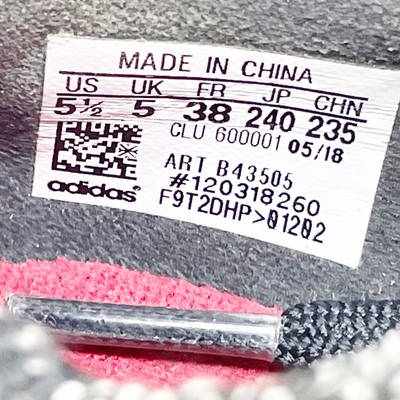 MADE IN CHINA
US UK FR JP CHN
5½ 5 38 240 235
CLU 600001 05/18
ART B43505
#120318260
adidas® F9T2DHP>01202